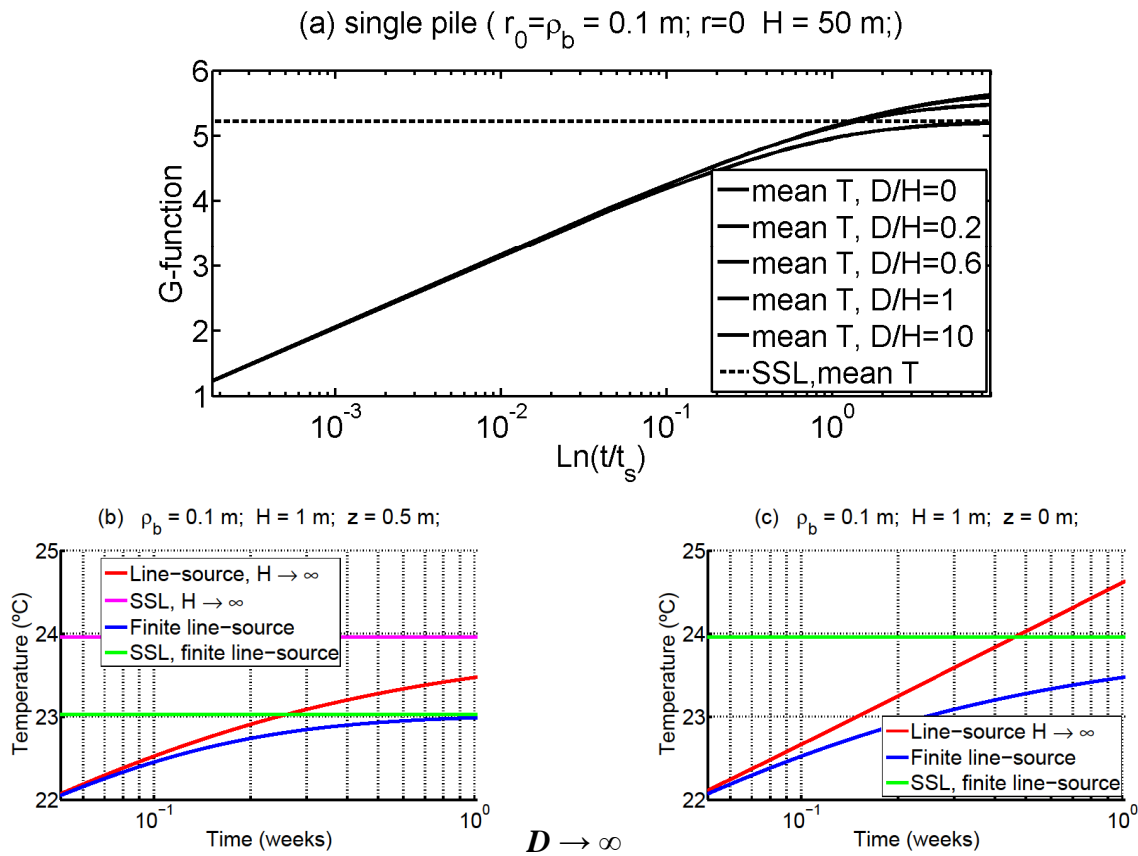 (a) single pile ( r₀=ρ_b = 0.1 m; r=0 H = 50 m;)
6
5
4
3
2
1
G-function
mean T, D/H=0
mean T, D/H=0.2
mean T, D/H=0.6
mean T, D/H=1
mean T, D/H=10
SSL,mean T
10⁻³
10⁻²
10⁻¹
10⁰
Ln(t/t_s)
(b) ρ_b = 0.1 m; H = 1 m; z = 0.5 m;
25
24
23
22
Temperature (ºC)
Line−source, H → ∞
SSL, H → ∞
Finite line−source
SSL, finite line−source
10⁻¹
10⁰
Time (weeks)
(c) ρ_b = 0.1 m; H = 1 m; z = 0 m;
25
24
23
22
Temperature (ºC)
Line−source H → ∞
Finite line−source
SSL, finite line−source
10⁻¹
10⁰
Time (weeks)
D → ∞